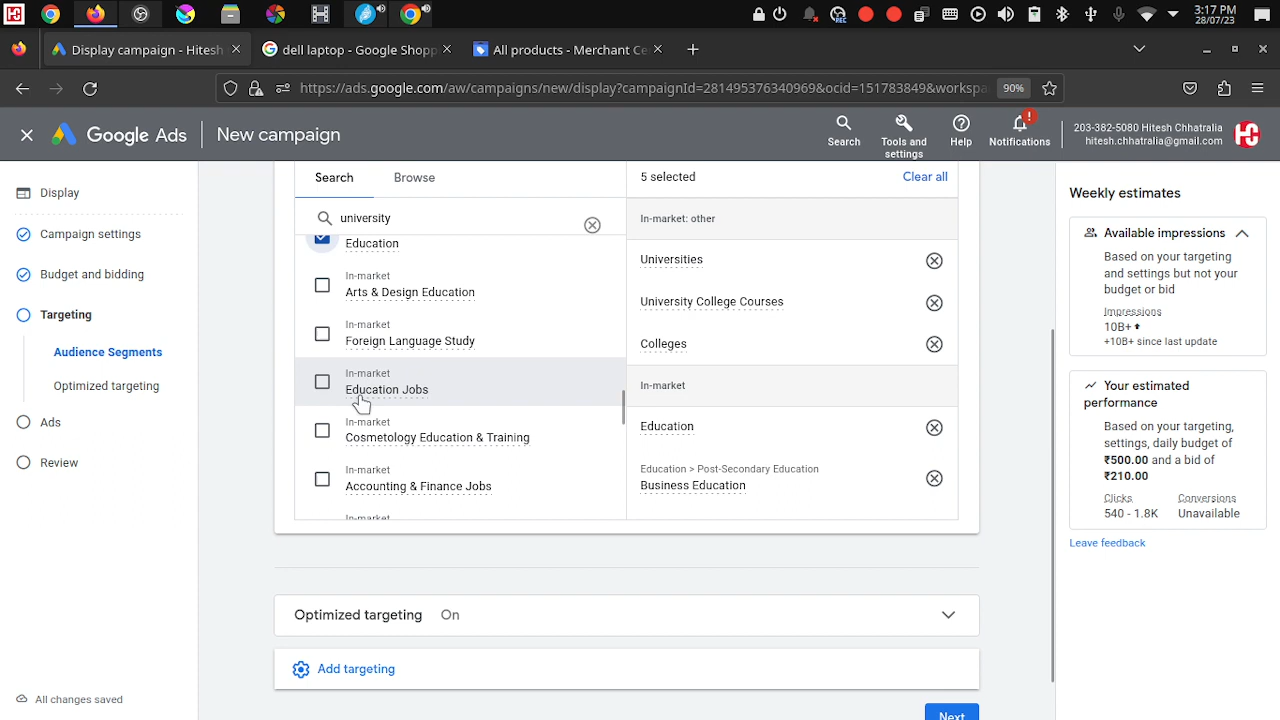 3:17 PM
28/07/23
Display campaign - Hitesh
dell laptop - Google Shopp
All products - Merchant Ce
https://ads.google.com/aw/campaigns/new/display?campaignId=281495376340969&ocid=151783849&workspa
90%
Google Ads
New campaign
Search
Tools and
settings
Help
Notifications
203-382-5080 Hitesh Chhatralia
hitesh.chhatralia@gmail.com
Display
Campaign settings
Budget and bidding
Targeting
Audience Segments
Optimized targeting
Ads
Review
All changes saved
Search
Browse
university
Education
In-market
Arts & Design Education
In-market
Foreign Language Study
In-market
Education Jobs
In-market
Cosmetology Education & Training
In-market
Accounting & Finance Jobs
In-market
5 selected
Clear all
In-market: other
Universities
University College Courses
Colleges
In-market
Education
Education > Post-Secondary Education
Business Education
Optimized targeting On
Add targeting
Next
Weekly estimates
Available impressions
Based on your targeting
and settings but not your
budget or bid
Impressions
10B+
+10B+ since last update
Your estimated
performance
Based on your targeting,
settings, daily budget of
₹500.00 and a bid of
₹210.00
Clicks
540 - 1.8K
Conversions
Unavailable
Leave feedback